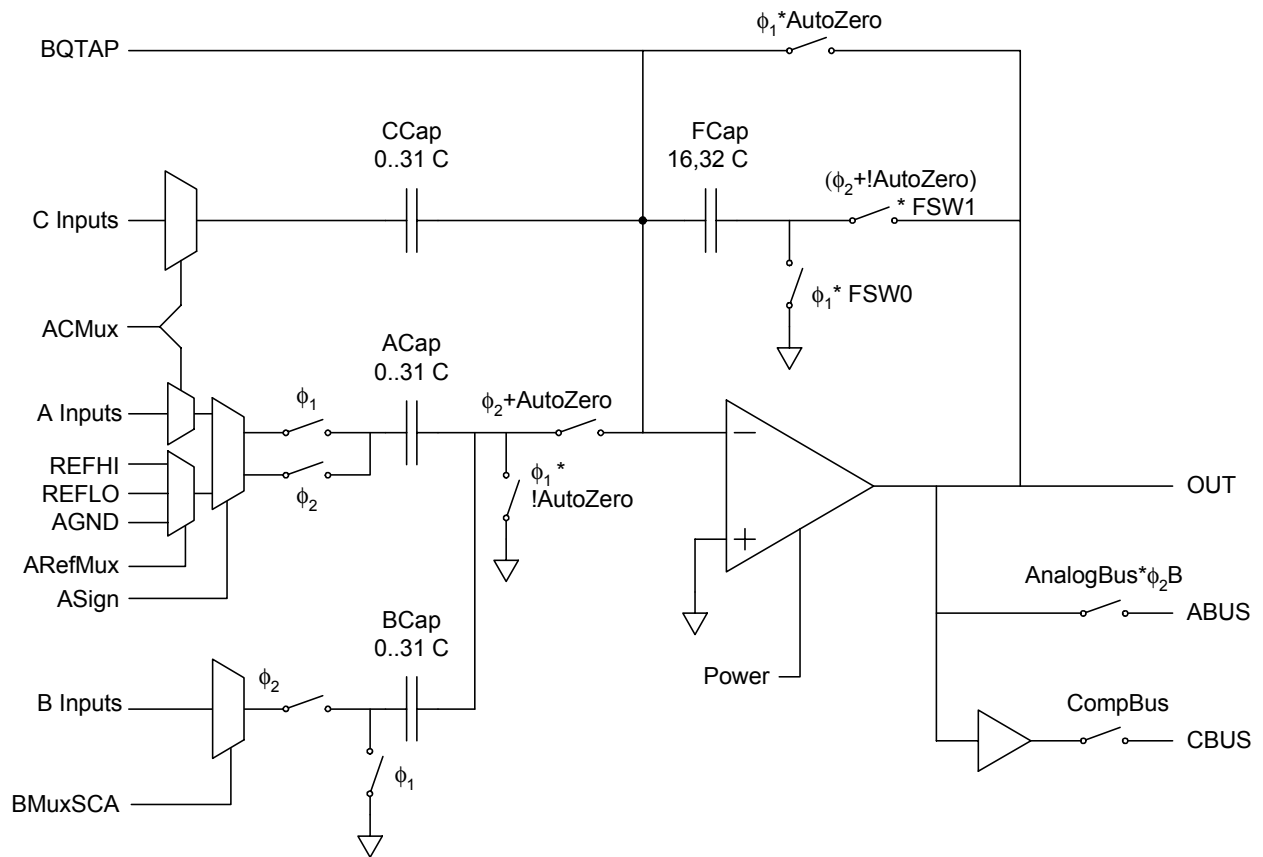 ϕ1*AutoZero
BQTAP
CCap
0..31 C
FCap
16,32 C
(ϕ2+!AutoZero)
* FSW1
C Inputs
ϕ1* FSW0
ACMux
ACap
0..31 C
A Inputs
ϕ1
ϕ2+AutoZero
REFHI
REFLO
ϕ2
AGND
ϕ1 *
!AutoZero
OUT
ARefMux
ASign
AnalogBus*ϕ2B
ABUS
BCap
0..31 C
Power
B Inputs
ϕ2
CompBus
CBUS
ϕ1
BMuxSCA